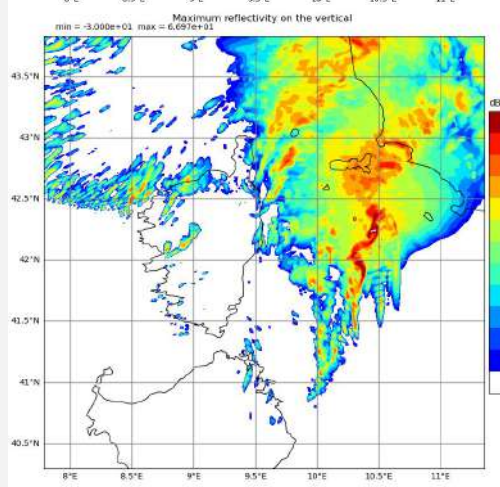 Maximum reflectivity on the vertical
min = -3.000e+01 max = 6.697e+01
43.5°N
dB
43°N
42.5°N
42°N
41.5°N
41°N
40.5°N
8°E 8.5°E 9°E 9.5°E 10°E 10.5°E 11°E